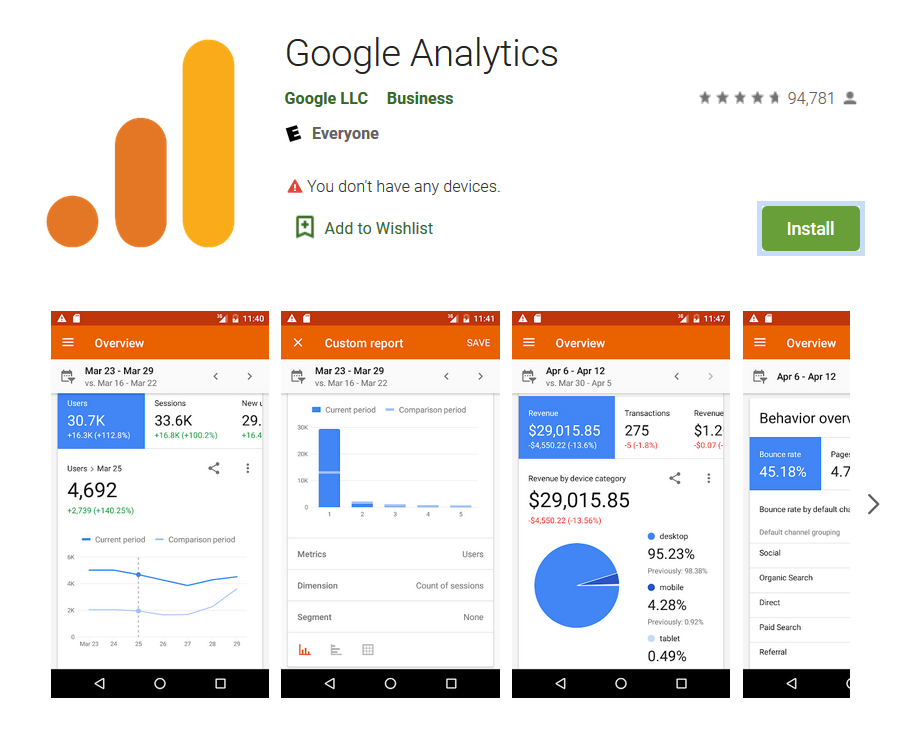 Google Analytics
Google LLC Business
94,781
E Everyone
You don't have any devices.
Add to Wishlist
Install
3G 11:40
Overview
Mar 23 - Mar 29
vs. Mar 16 - Mar 22
Users Sessions New u
30.7K 33.6K 29.
+16.3K (+112.8%) +16.8K (+100.2%) +16.4
Users > Mar 25
4,692
+2,739 (+140.25%)
Current period Comparison period
6K
4K
2K
0
Mar 23 24 25 26 27 28 29
3G 11:41
Custom report SAVE
Mar 23 - Mar 29
vs. Mar 16 - Mar 22
Current period Comparison period
30K
20K
10K
0
1 2 3 4 5
Metrics Users
Dimension Count of sessions
Segment None
3G 11:47
Overview
Apr 6 - Apr 12
vs. Mar 30 - Apr 5
Revenue Transactions Revenue
$29,015.85 275 $1.2
-$4,550.22 (-13.6%) -5 (-1.8%) -$0.07 (-
Revenue by device category
$29,015.85
-$4,550.22 (-13.56%)
desktop
95.23%
Previously: 98.38%
mobile
4.28%
Previously: 0.92%
tablet
0.49%
Overview
Apr 6 - Apr 12
Behavior overv
Bounce rate Pages
45.18% 4.7
Bounce rate by default cha
Default channel grouping
Social
Organic Search
Direct
Paid Search
Referral